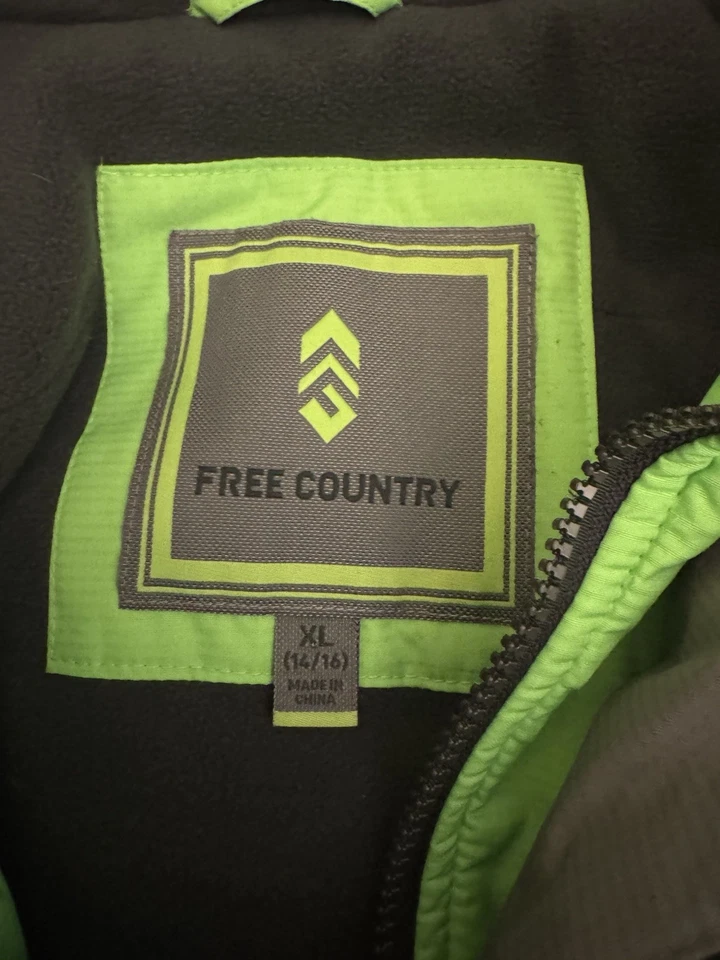 FREE COUNTRY
XL
(14/16)
MADE IN
CHINA